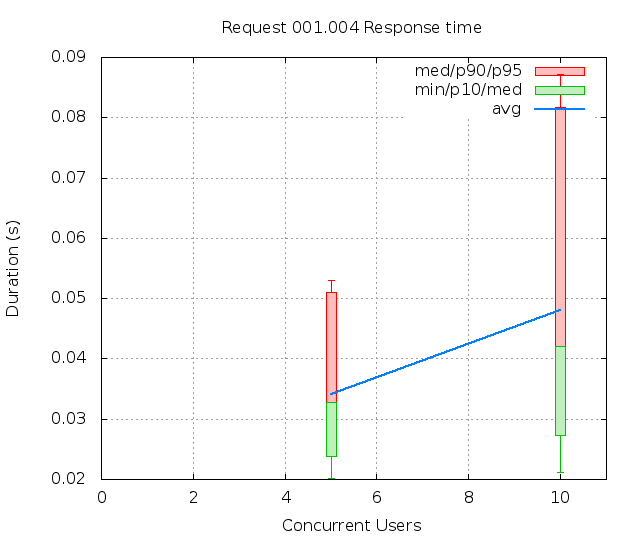 Request 001.004 Response time
med/p90/p95
min/p10/med
avg
0.09
0.08
0.07
0.06
0.05
0.04
0.03
0.02
Duration (s)
0 2 4 6 8 10
Concurrent Users